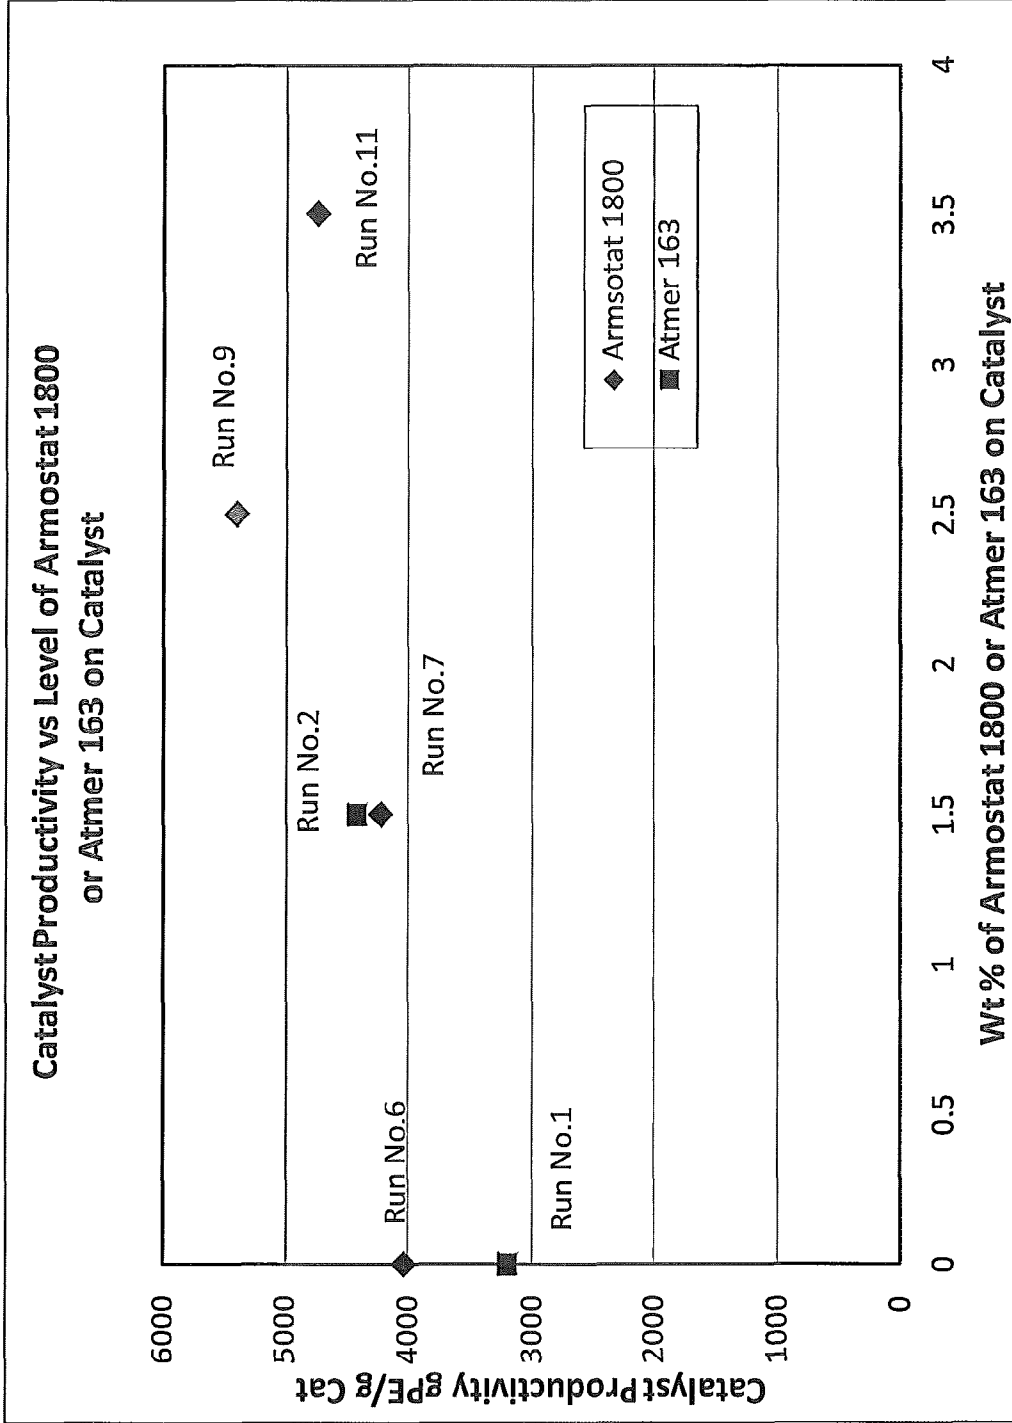 Catalyst Productivity vs Level of Armostat 1800
or Atmer 163 on Catalyst
Catalyst Productivity gPE/g Cat
6000
5000
4000
3000
2000
1000
0
Run No.6
Run No.1
Run No.2
Run No.7
Run No.9
Run No.11
Armsotat 1800
Atmer 163
0
0.5
1
1.5
2
2.5
3
3.5
4
Wt % of Armostat 1800 or Atmer 163 on Catalyst